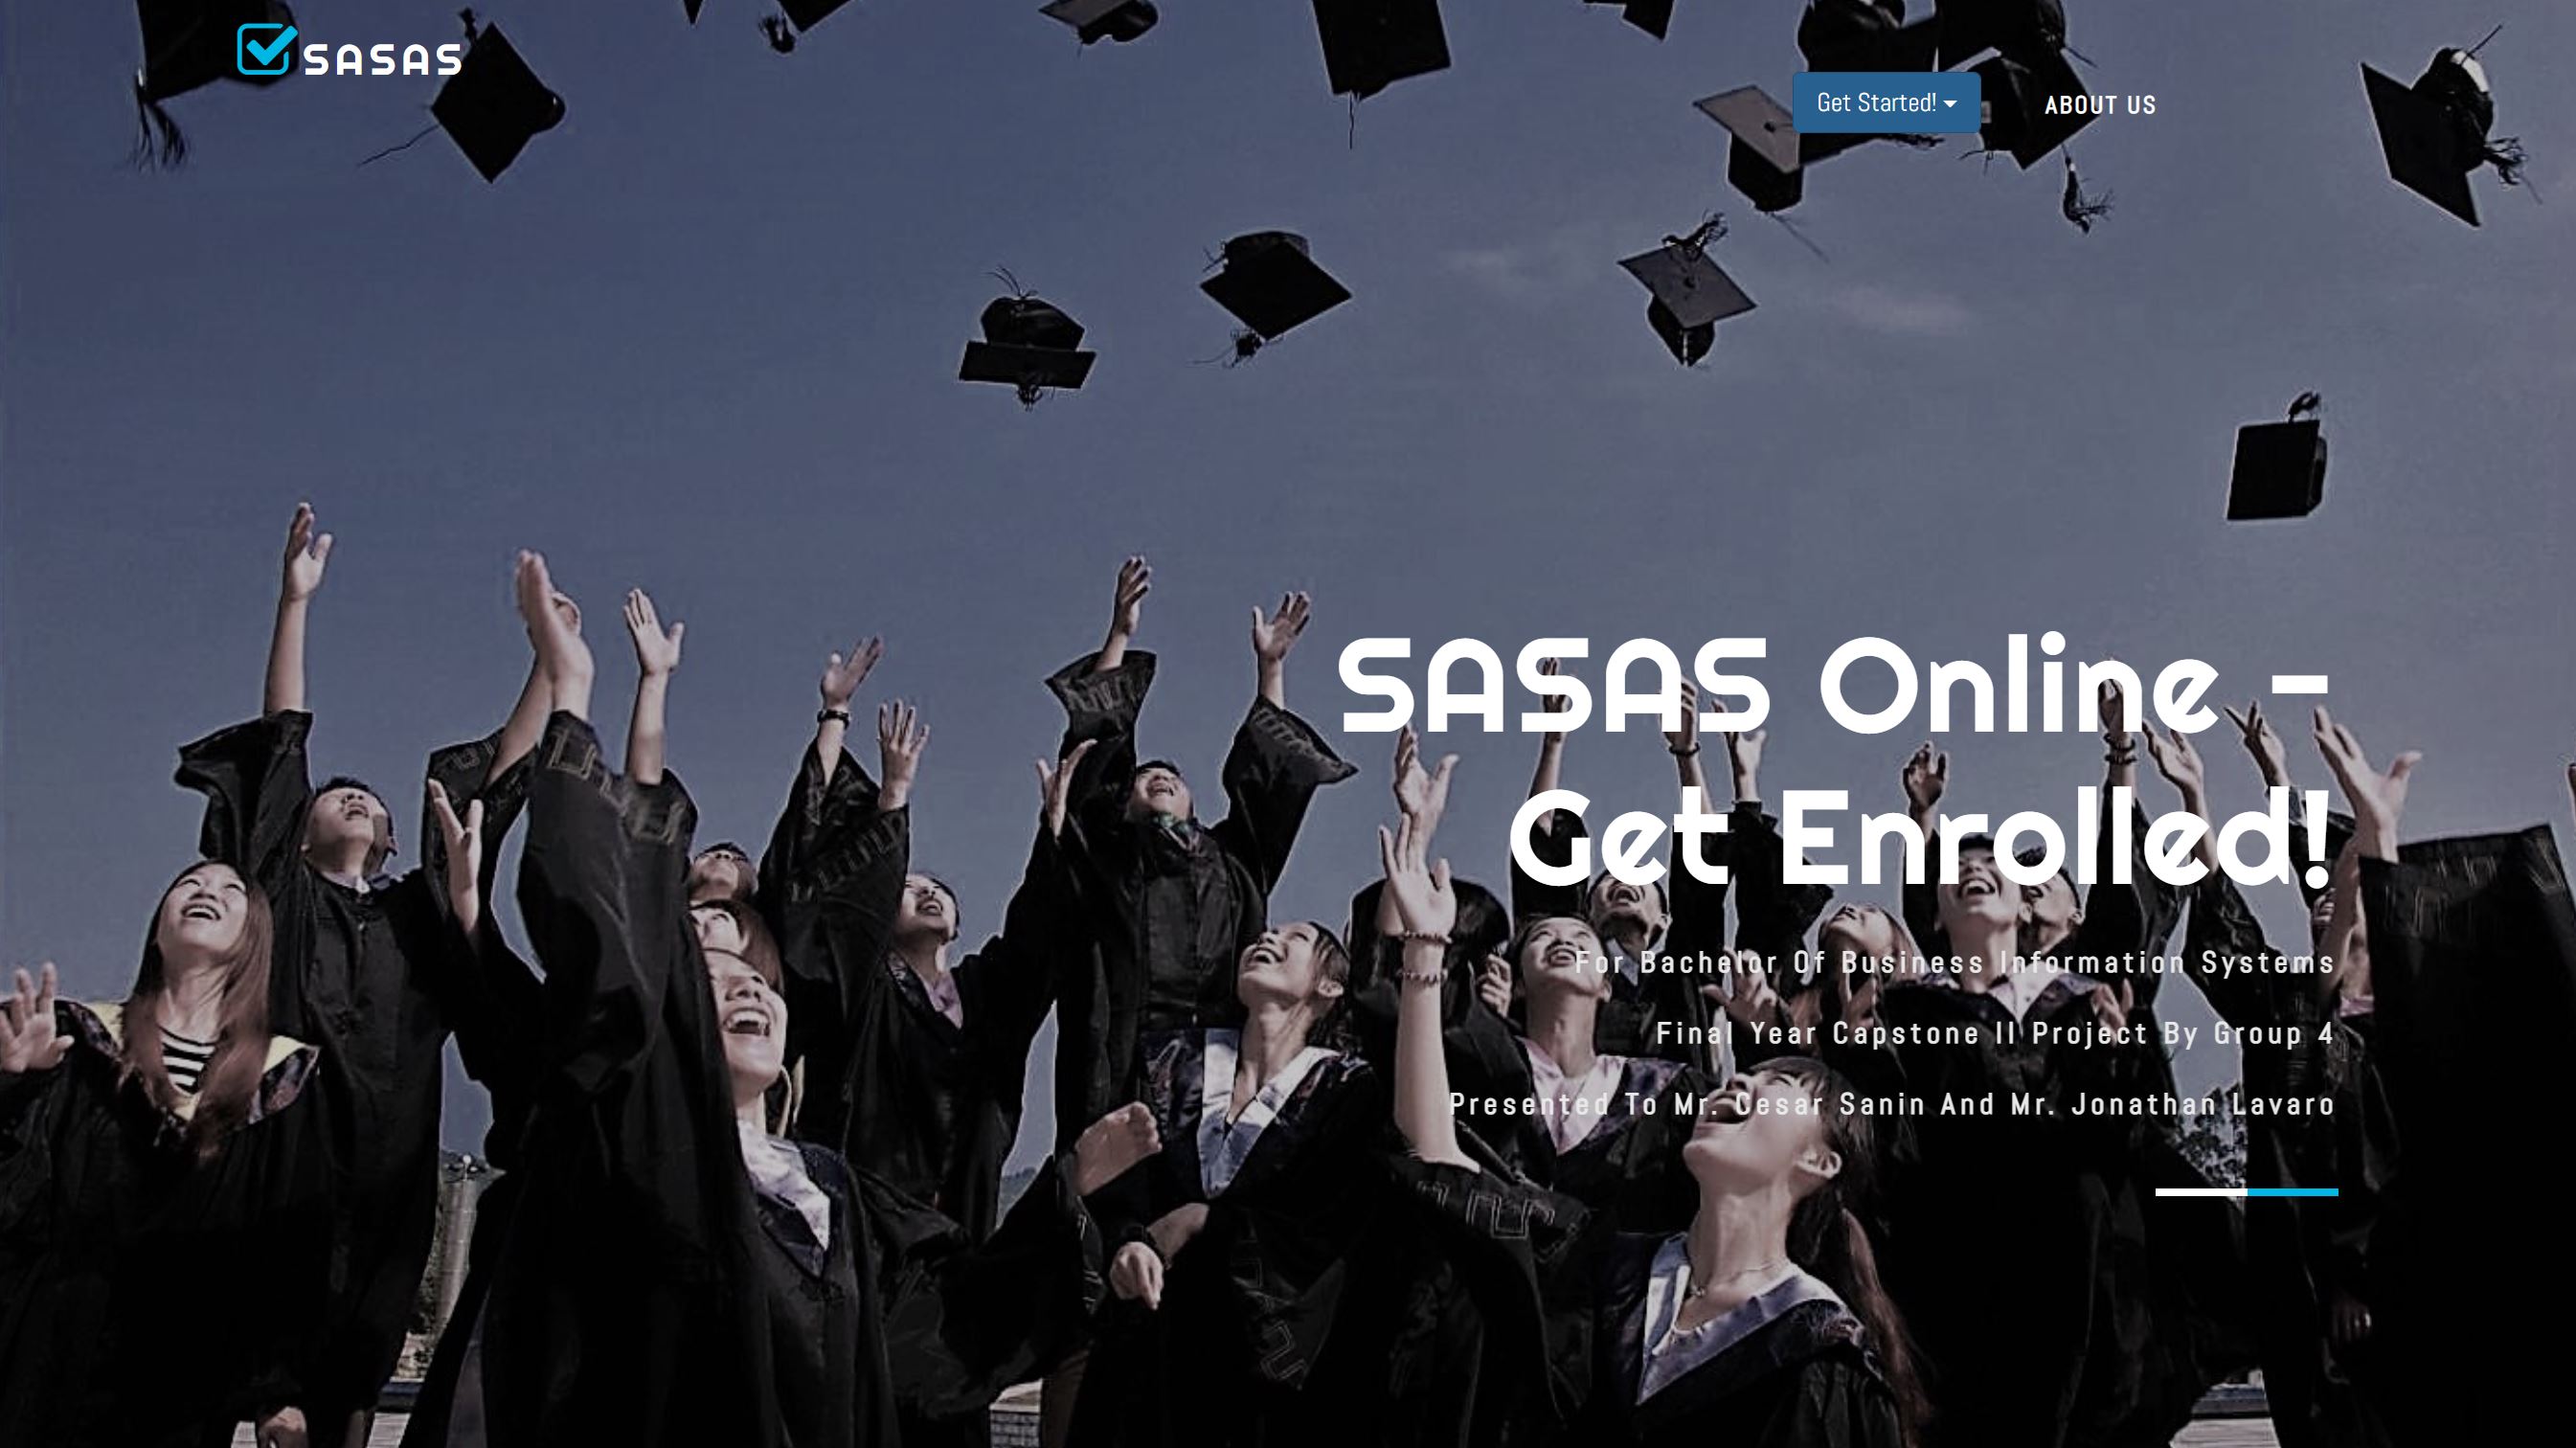 SASAS
Get Started!
ABOUT US
SASAS Online -
Get Enrolled!
For Bachelor Of Business Information Systems
Final Year Capstone II Project By Group 4
Presented To Mr. Cesar Sanin And Mr. Jonathan Lavaro